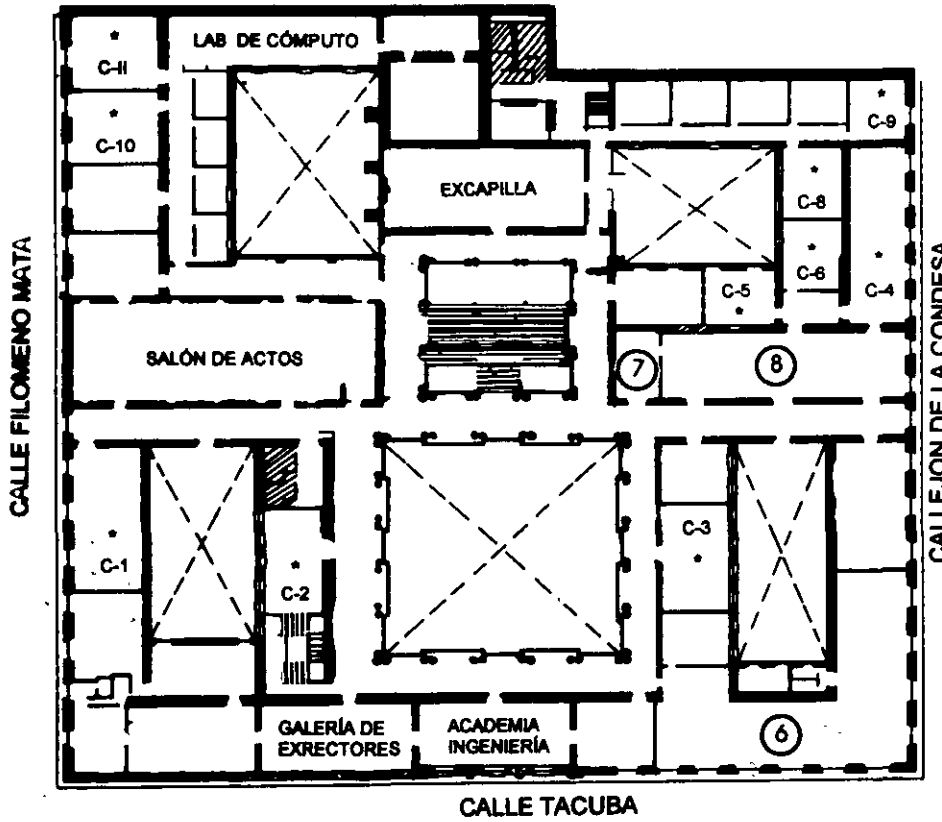 LAB DE CÓMPUTO
C-11
C-10
C-9
EXCAPILLA
C-8
C-6
C-5
C-4
SALÓN DE ACTOS
7
8
CALLE FILOMENO MATA
CALLEJON DE LA CONDESA
C-1
C-2
C-3
GALERÍA DE
EXRECTORES
ACADEMIA
INGENIERÍA
6
CALLE TACUBA